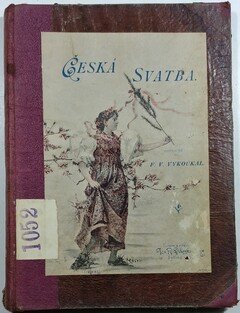 ČESKÁ SVATBA.
F. V. VYKOUKAL
1052